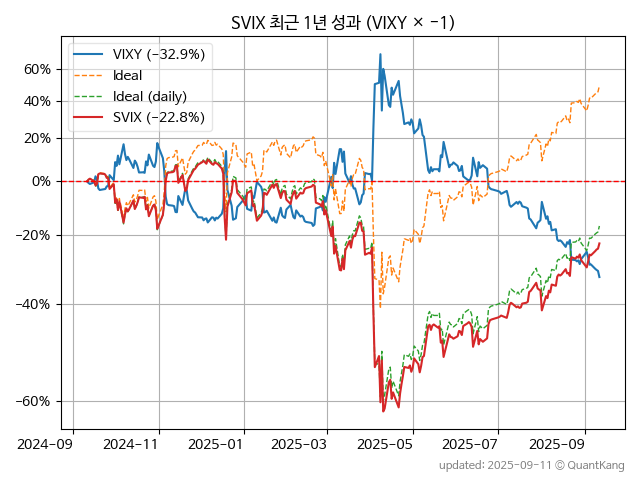 SVIX 최근 1년 성과 (VIXY × −1)
VIXY (−32.9%)
Ideal
Ideal (daily)
SVIX (−22.8%)
60%
40%
20%
0%
−20%
−40%
−60%
2024-09 2024-11 2025-01 2025-03 2025-05 2025-07 2025-09
updated: 2025-09-11 © QuantKang